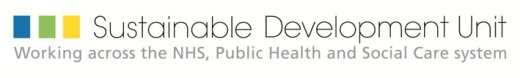 Sustainable Development Unit
Working across the NHS, Public Health and Social Care system